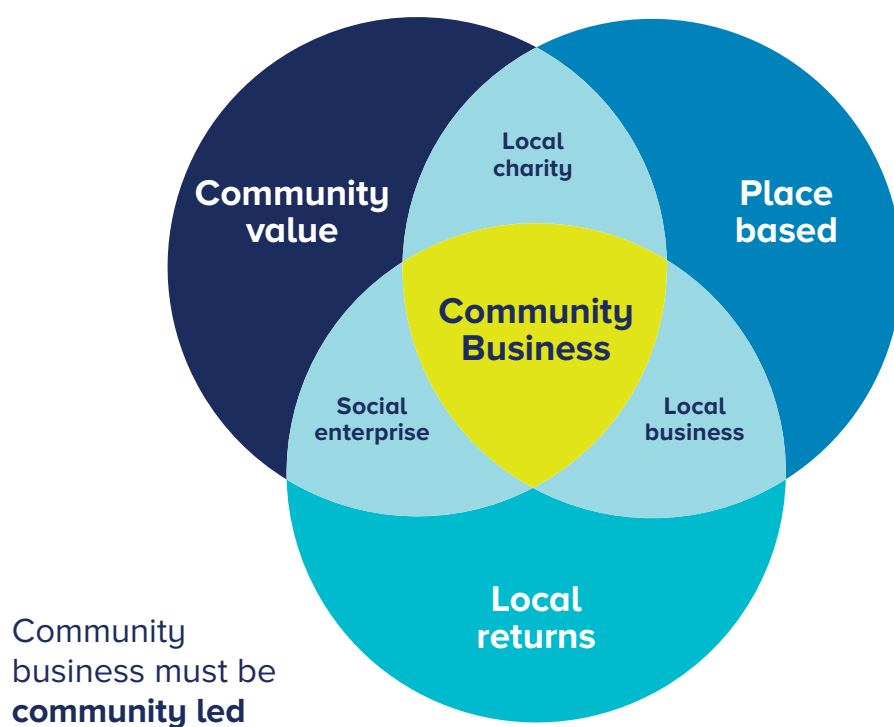 Local
charity
Community
value
Place
based
Community
Business
Social
enterprise
Local
business
Local
returns
Community
business must be
community led